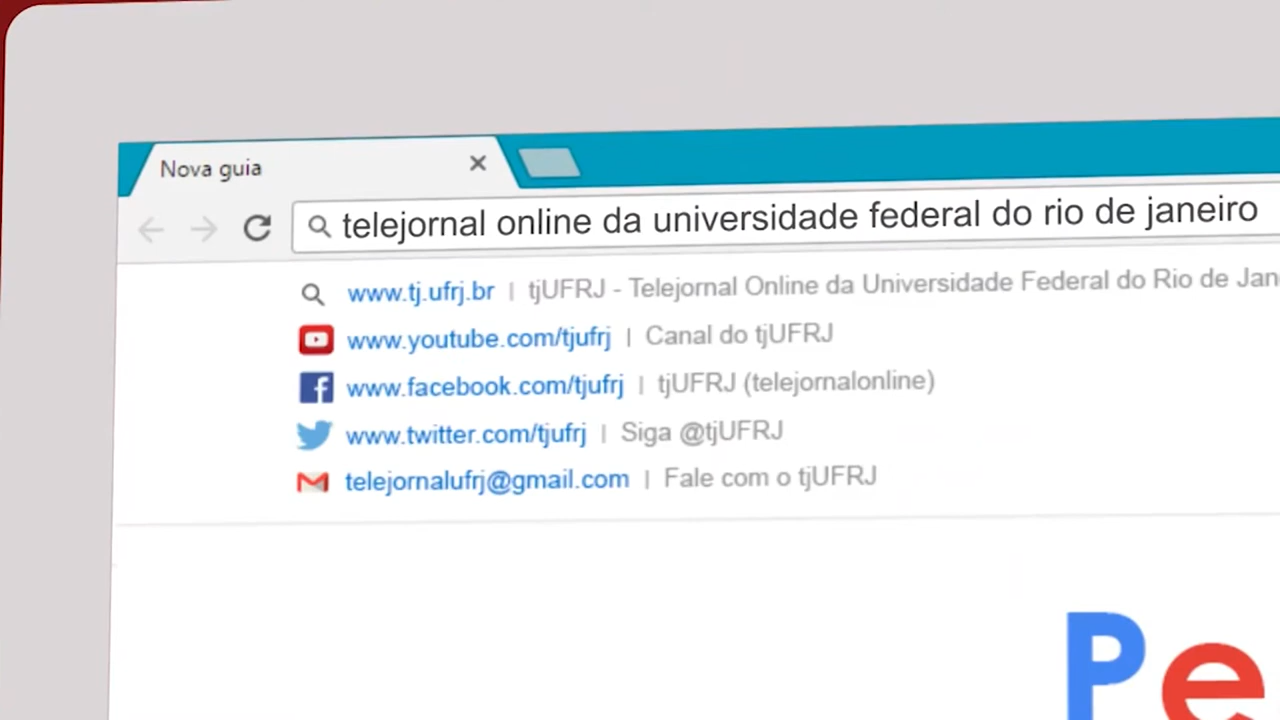 Nova guia
telejornal online da universidade federal do rio de janeiro
www.tj.ufrj.br | tjUFRJ - Telejornal Online da Universidade Federal do Rio de Jan
www.youtube.com/tjufrj | Canal do tjUFRJ
www.facebook.com/tjufrj | tjUFRJ (telejornalonline)
www.twitter.com/tjufrj | Siga @tjUFRJ
telejornalufrj@gmail.com | Fale com o tjUFRJ
Pe